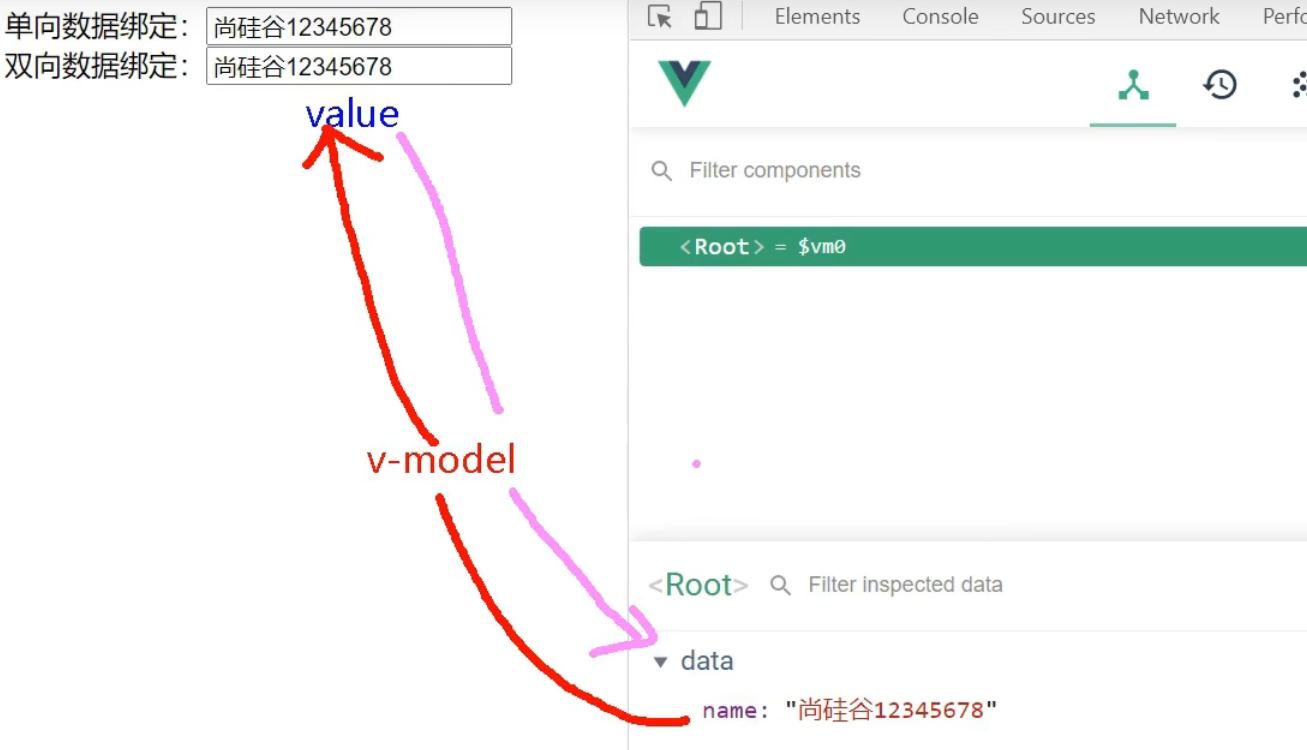 单向数据绑定：尚硅谷12345678
双向数据绑定：尚硅谷12345678
value
v-model
Elements Console Sources Network Perfo
Filter components
<Root> = $vm0
<Root> Filter inspected data
data
name: "尚硅谷12345678"